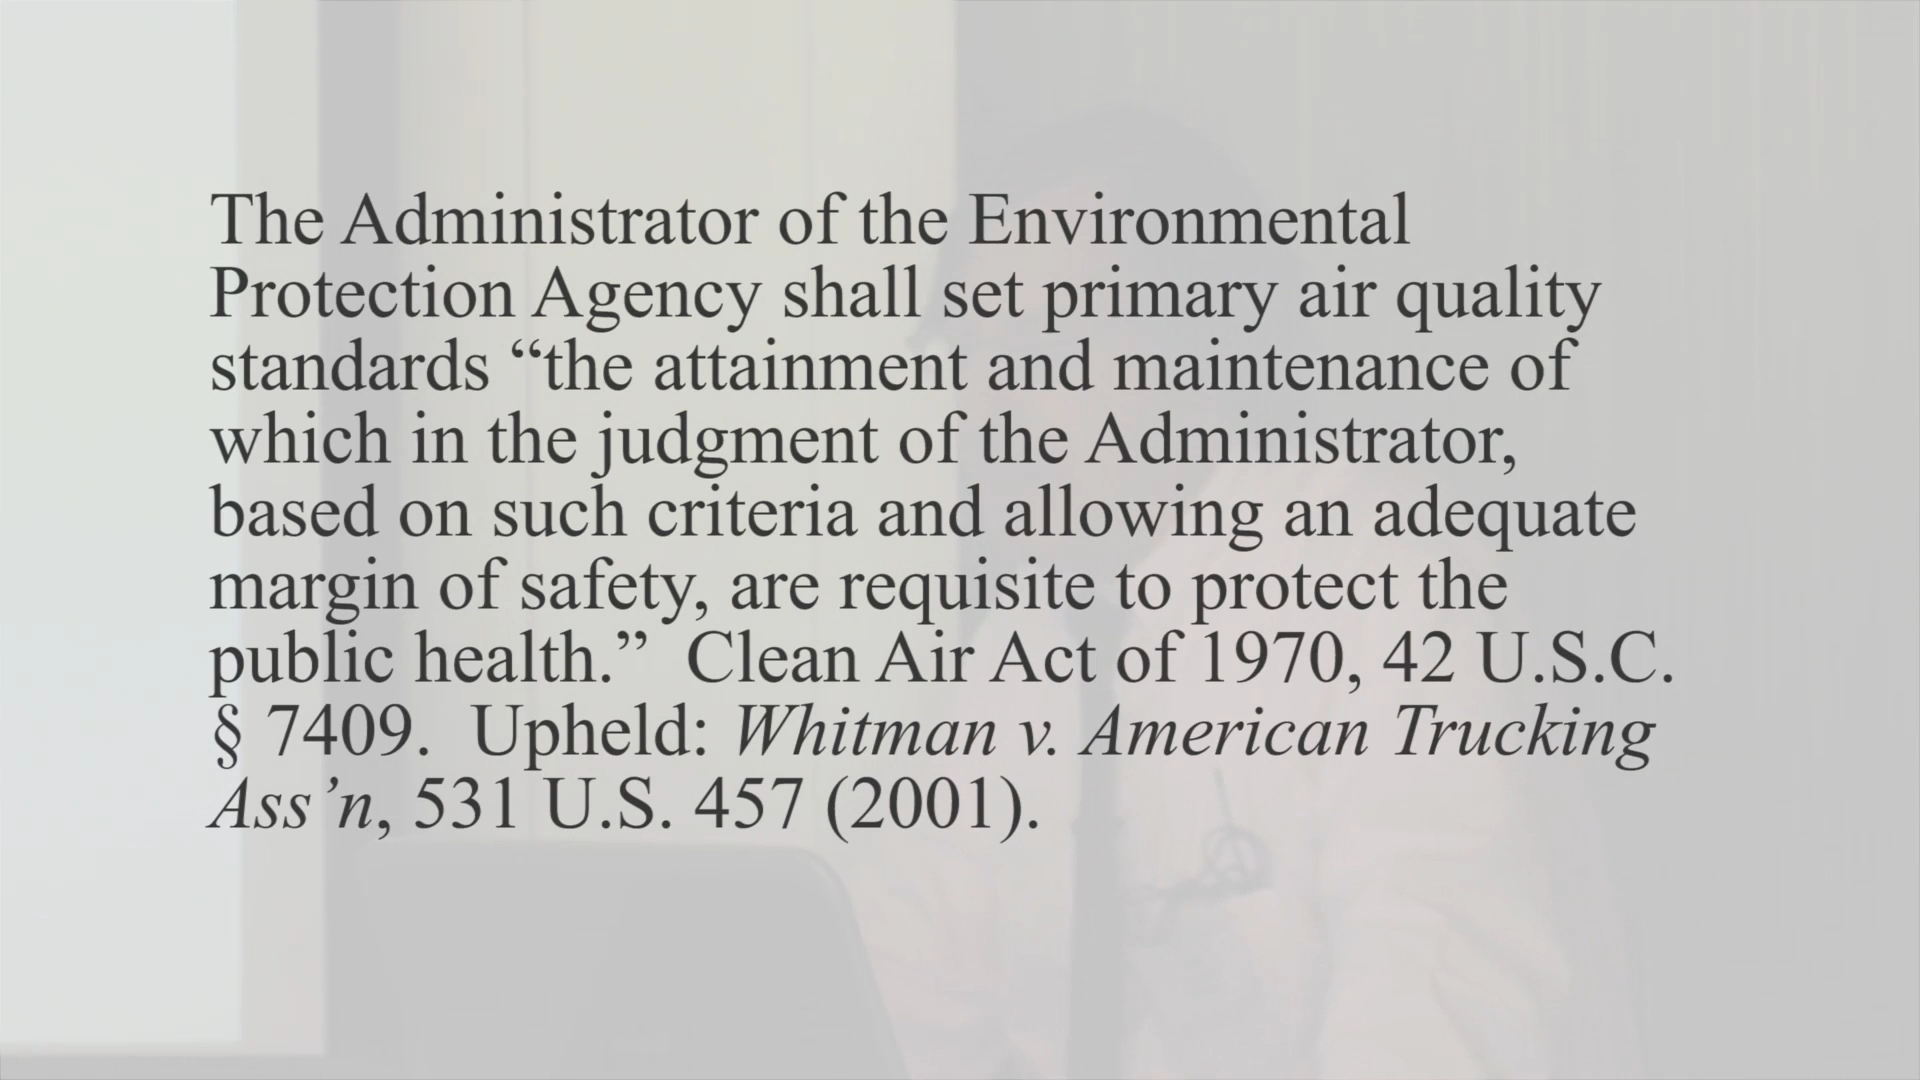 The Administrator of the Environmental
Protection Agency shall set primary air quality
standards “the attainment and maintenance of
which in the judgment of the Administrator,
based on such criteria and allowing an adequate
margin of safety, are requisite to protect the
public health.”  Clean Air Act of 1970, 42 U.S.C.
§ 7409.  Upheld: Whitman v. American Trucking
Ass’n, 531 U.S. 457 (2001).